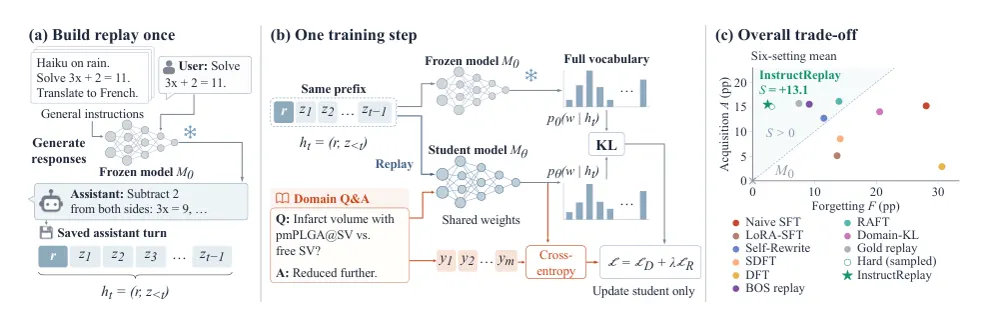 (a) Build replay once
Haiku on rain.
Solve 3x + 2 = 11.
Translate to French.
User: Solve
3x + 2 = 11.
General instructions
Generate
responses
Frozen model M0
Assistant: Subtract 2
from both sides: 3x = 9, …
Saved assistant turn
r z1 z2 z3 … zt−1
ht = (r, z<t)
(b) One training step
Frozen model M0
Full vocabulary
Same prefix
r z1 z2 … zt−1
ht = (r, z<t)
…
p0(w | ht)
KL
Replay
Student model Mθ
pθ(w | ht)
…
Shared weights
Domain Q&A
Q: Infarct volume with
pmPLGA@SV vs.
free SV?
A: Reduced further.
y1 y2 … ym
Cross-
entropy
ℒ = ℒD + λℒR
Update student only
(c) Overall trade-off
Six-setting mean
InstructReplay
S = +13.1
S > 0
M0
Acquisition A (pp)
20
15
10
5
0
0 10 20 30
Forgetting F (pp)
Naive SFT
LoRA-SFT
Self-Rewrite
SDFT
DFT
BOS replay
RAFT
Domain-KL
Gold replay
Hard (sampled)
InstructReplay